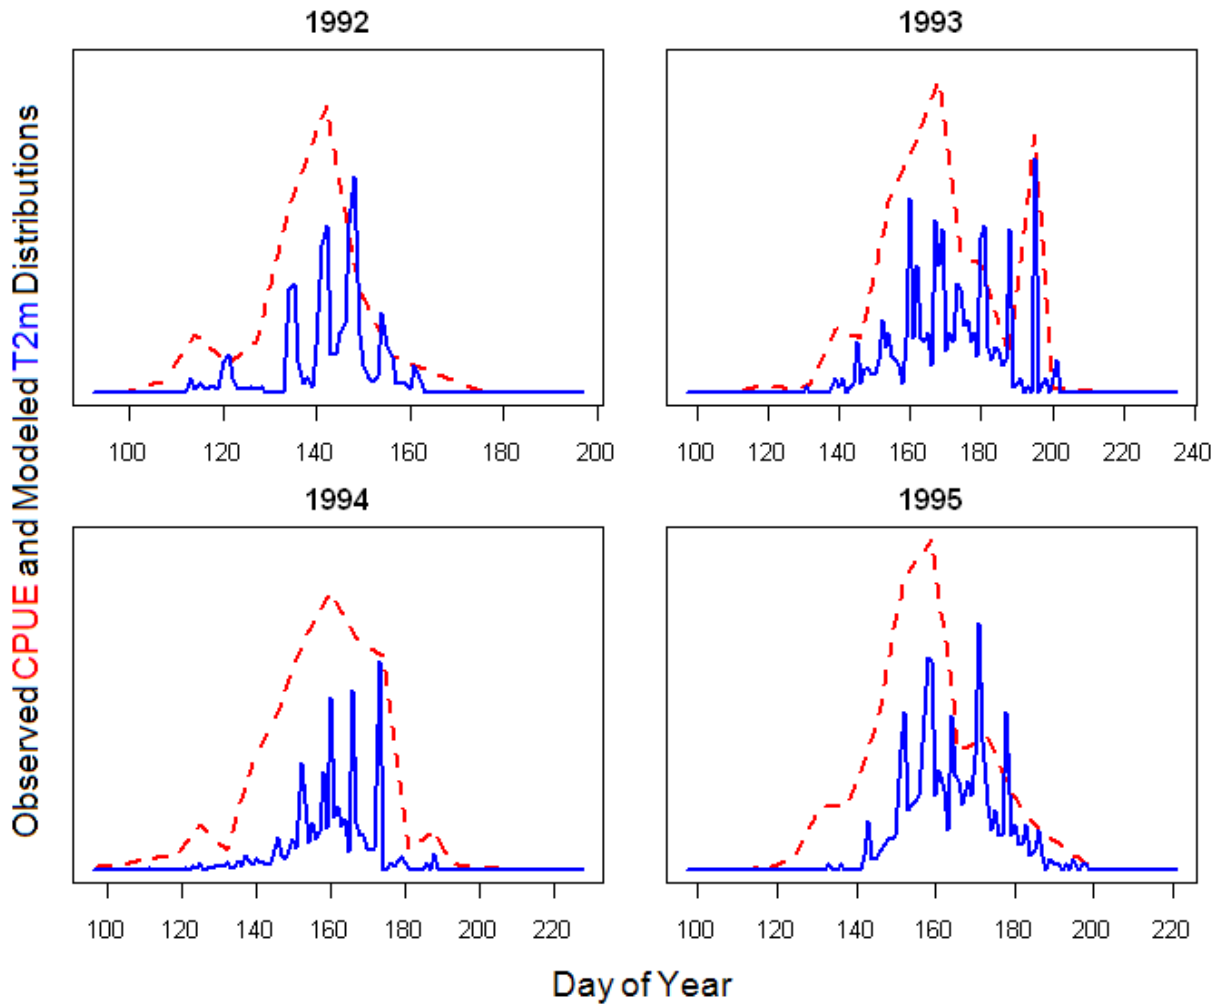 1992
1993
Observed CPUE and Modeled T2m Distributions
100 120 140 160 180 200
100 120 140 160 180 200 220 240
1994
1995
100 120 140 160 180 200 220
100 120 140 160 180 200 220
Day of Year